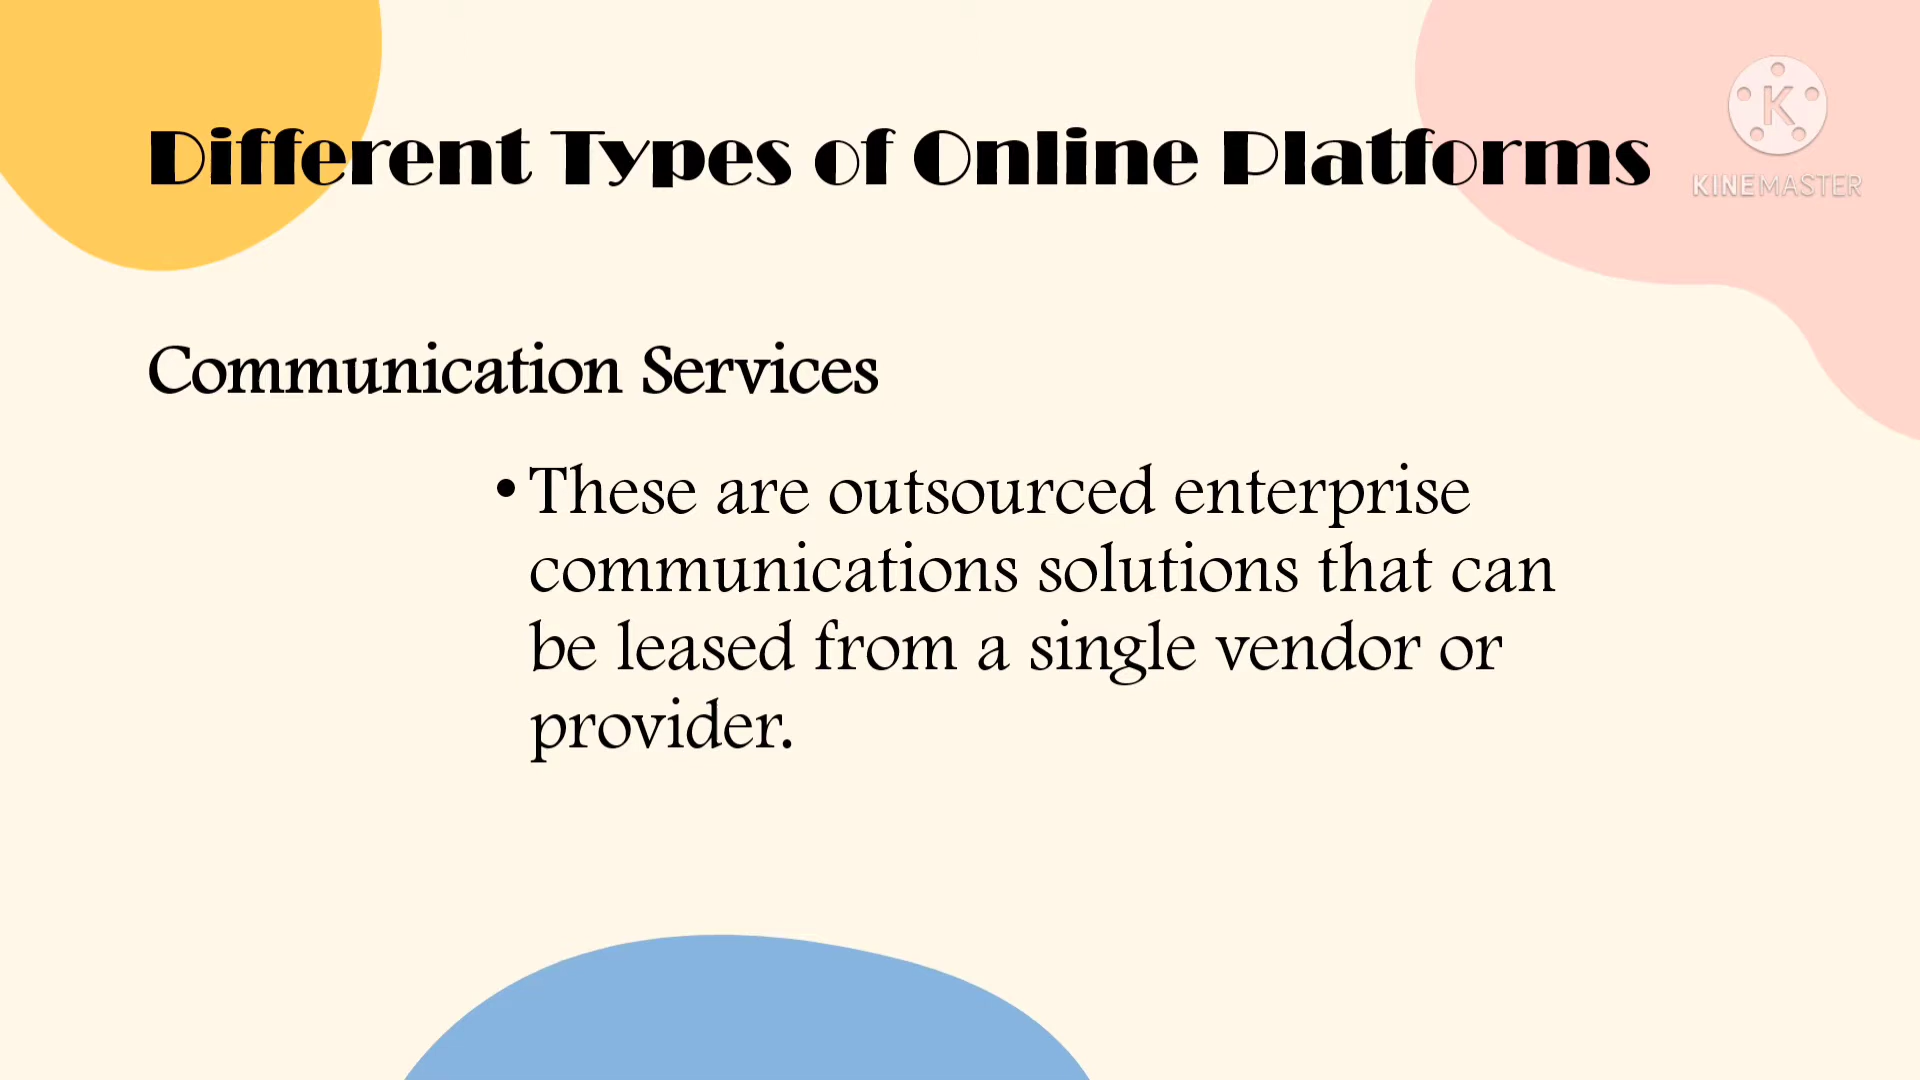 Different Types of Online Platforms
K
KINEMASTER
Communication Services
• These are outsourced enterprise
communications solutions that can
be leased from a single vendor or
provider.